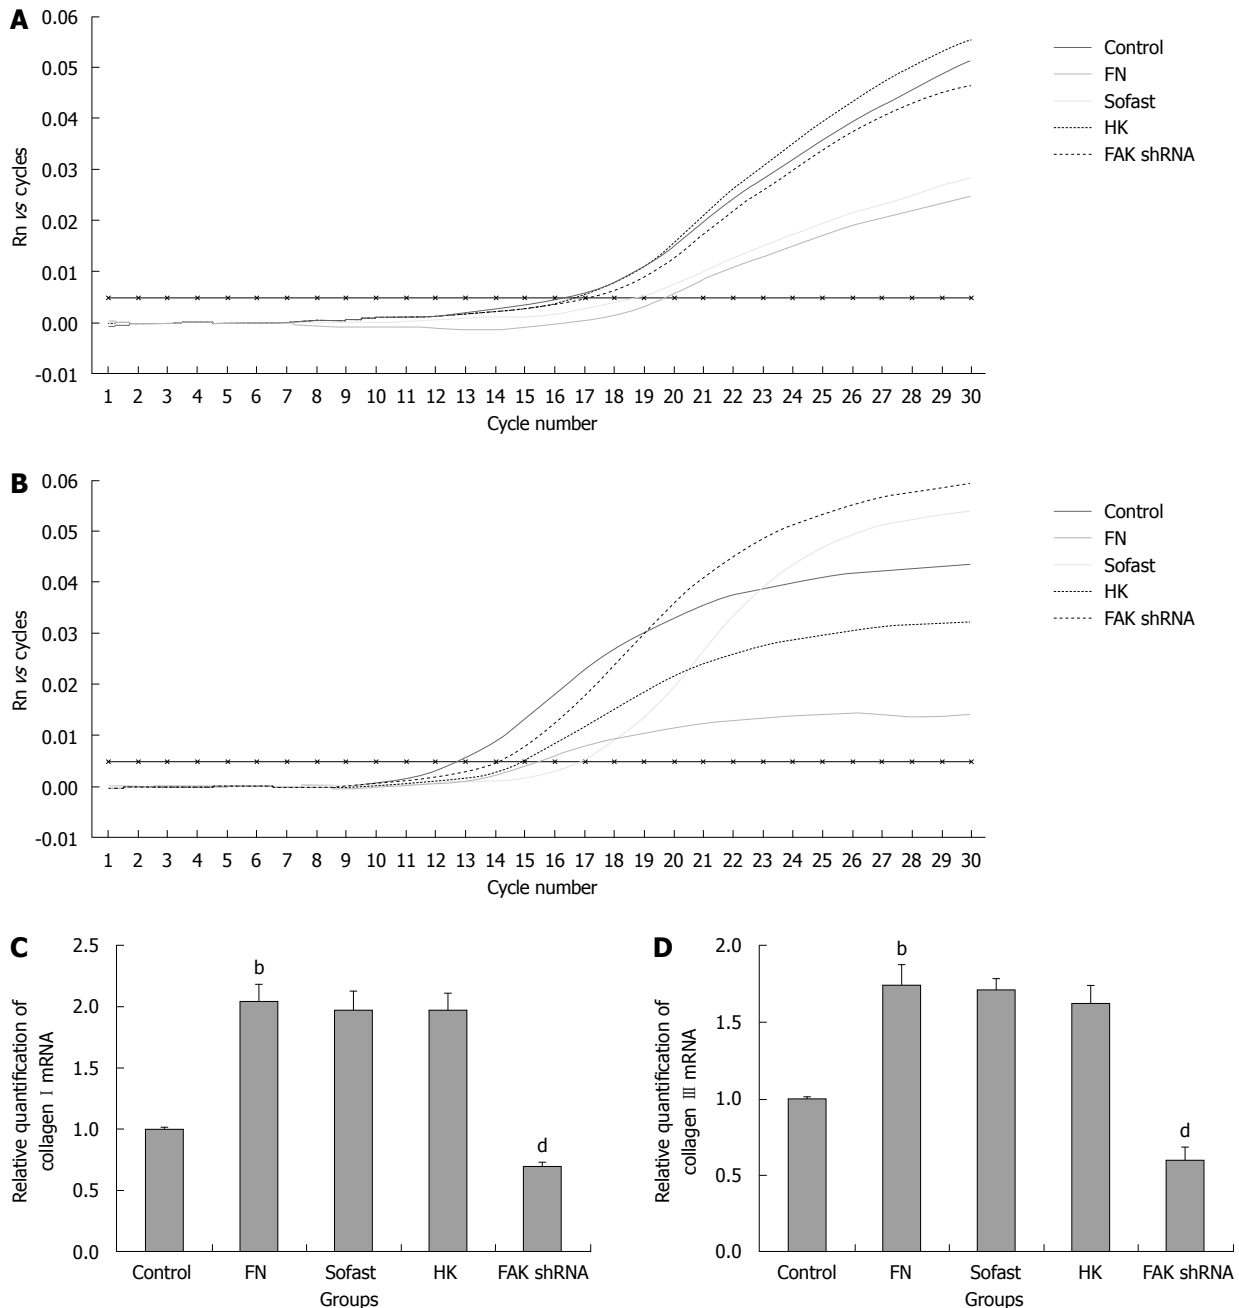 A
0.06
0.05
0.04
0.03
0.02
0.01
0.00
-0.01
Rn vs cycles
1 2 3 4 5 6 7 8 9 10 11 12 13 14 15 16 17 18 19 20 21 22 23 24 25 26 27 28 29 30
Cycle number
Control
FN
Sofast
HK
FAK shRNA
B
0.06
0.05
0.04
0.03
0.02
0.01
0.00
-0.01
Rn vs cycles
1 2 3 4 5 6 7 8 9 10 11 12 13 14 15 16 17 18 19 20 21 22 23 24 25 26 27 28 29 30
Cycle number
Control
FN
Sofast
HK
FAK shRNA
C
2.5
2.0
1.5
1.0
0.5
0.0
Relative quantification of
collagen Ⅰ mRNA
b
d
Control FN Sofast HK FAK shRNA
Groups
D
2.0
1.5
1.0
0.5
0.0
Relative quantification of
collagen Ⅲ mRNA
b
d
Control FN Sofast HK FAK shRNA
Groups